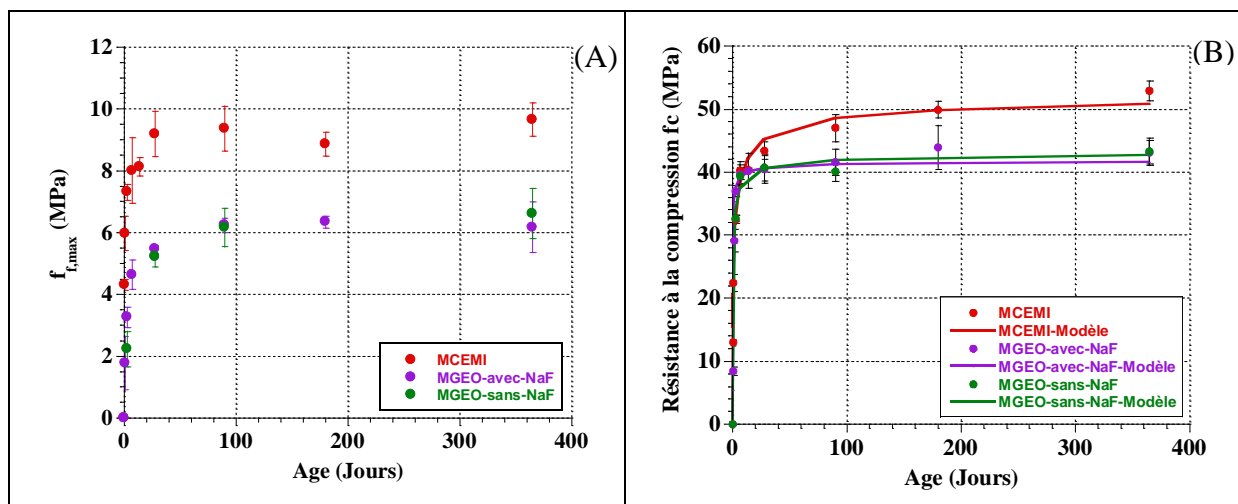 (A)
12
10
8
6
4
2
0
f f,max (MPa)
0 100 200 300 400
Age (Jours)
MCEMI
MGEO-avec-NaF
MGEO-sans-NaF
(B)
60
50
40
30
20
10
0
Résistance à la compression fc (MPa)
0 100 200 300 400
Age (Jours)
MCEMI
MCEMI-Modèle
MGEO-avec-NaF
MGEO-avec-NaF-Modèle
MGEO-sans-NaF
MGEO-sans-NaF-Modèle